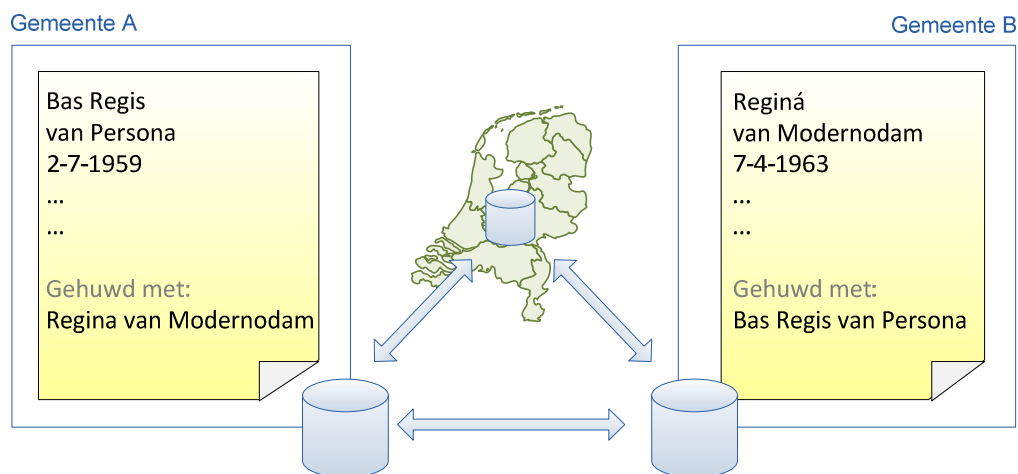 Gemeente A
Bas Regis
van Persona
2-7-1959
...
...
Gehuwd met:
Regina van Modernodam
Gemeente B
Reginá
van Modernodam
7-4-1963
...
...
Gehuwd met:
Bas Regis van Persona